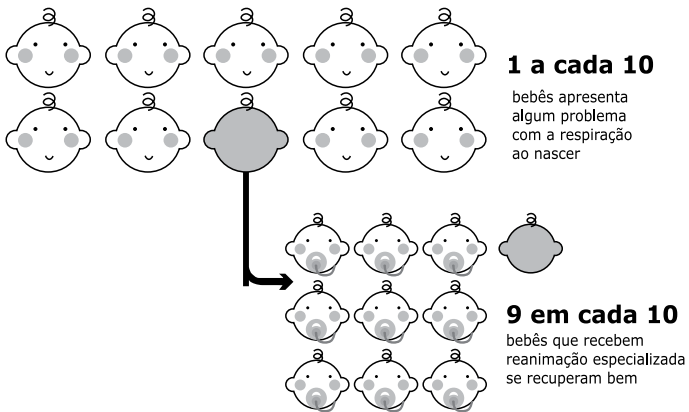 1 a cada 10
bebês apresenta
algum problema
com a respiração
ao nascer
9 em cada 10
bebês que recebem
reanimação especializada
se recuperam bem